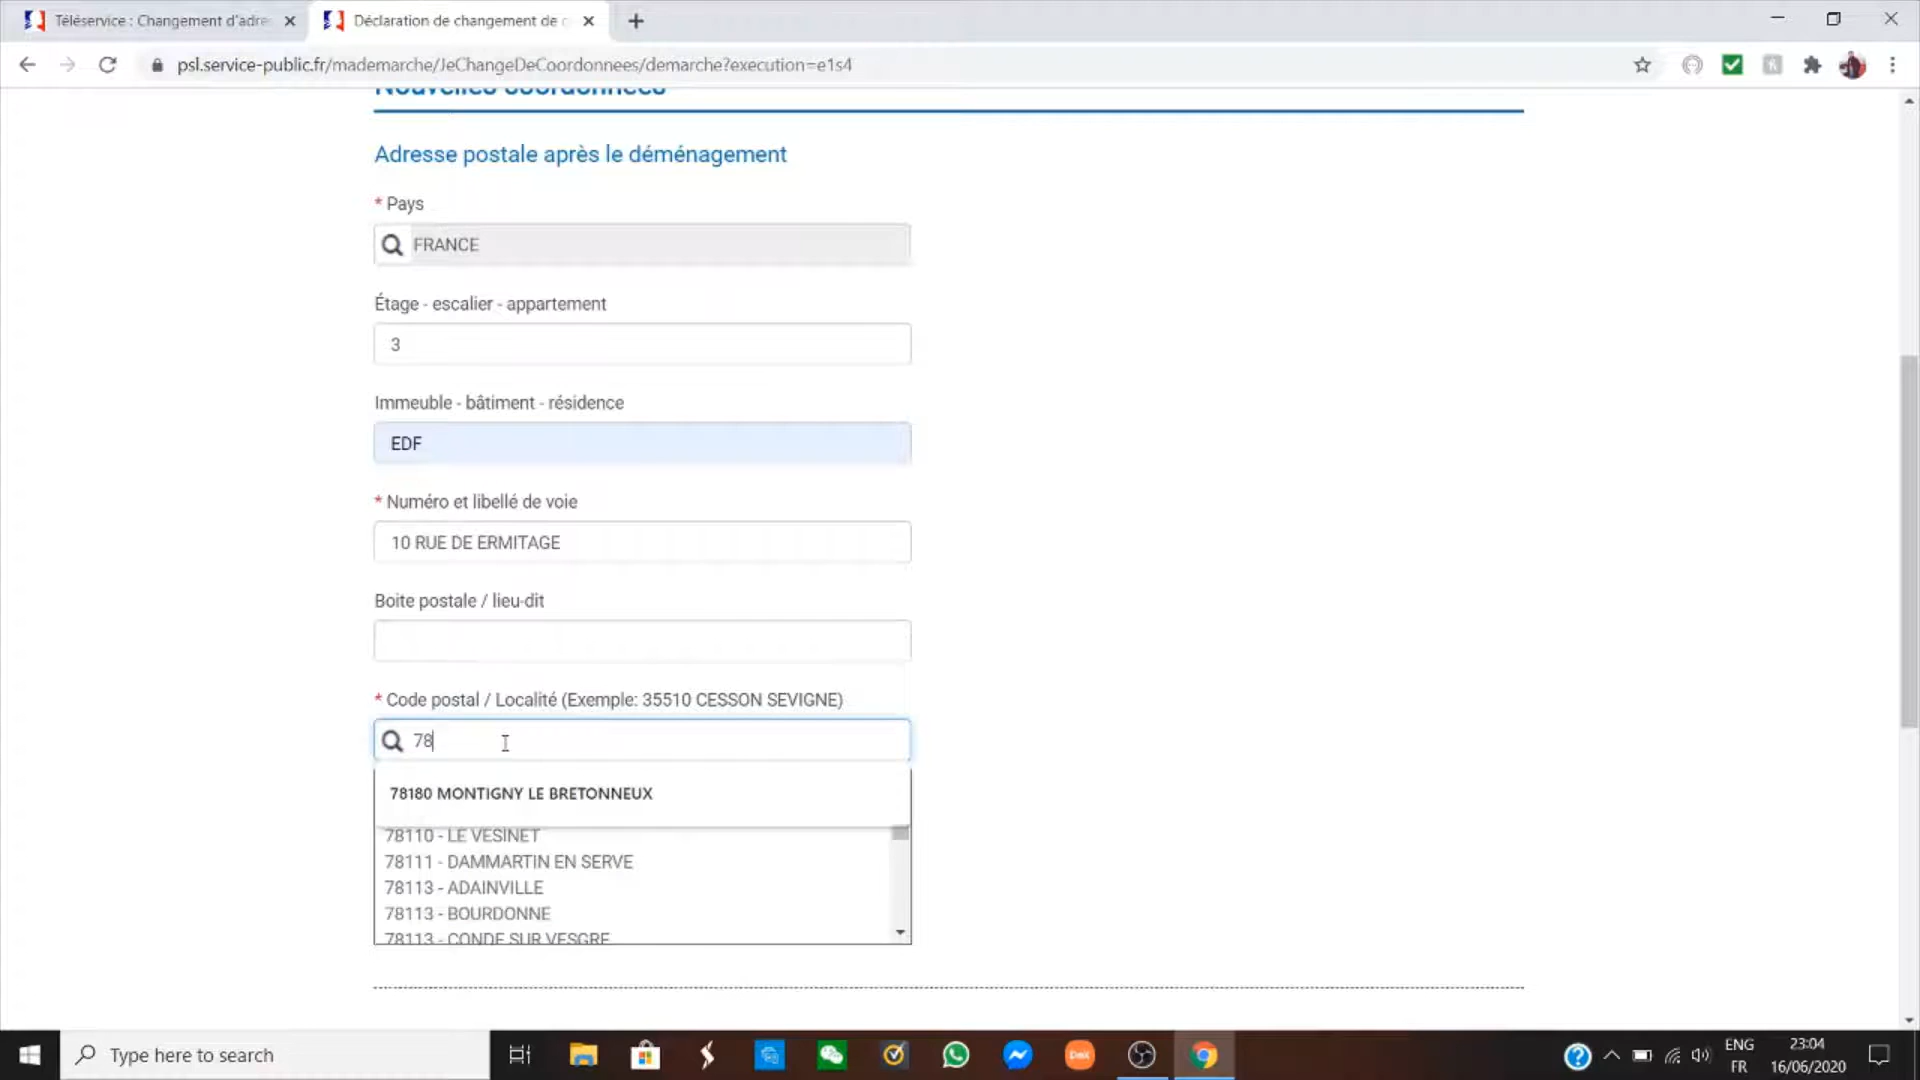 Téléservice : Changement d'adre
Déclaration de changement de c
psl.service-public.fr/mademarche/JeChangeDeCoordonnees/demarche?execution=e1s4
Nouvelles coordonnées
Adresse postale après le déménagement
* Pays
FRANCE
Étage - escalier - appartement
3
Immeuble - bâtiment - résidence
EDF
* Numéro et libellé de voie
10 RUE DE ERMITAGE
Boite postale / lieu-dit
* Code postal / Localité (Exemple: 35510 CESSON SEVIGNE)
78
78180 MONTIGNY LE BRETONNEUX
78110 - LE VESINET
78111 - DAMMARTIN EN SERVE
78113 - ADAINVILLE
78113 - BOURDONNE
78113 - CONDE SUR VESGRE
Type here to search
ENG
FR
23:04
16/06/2020